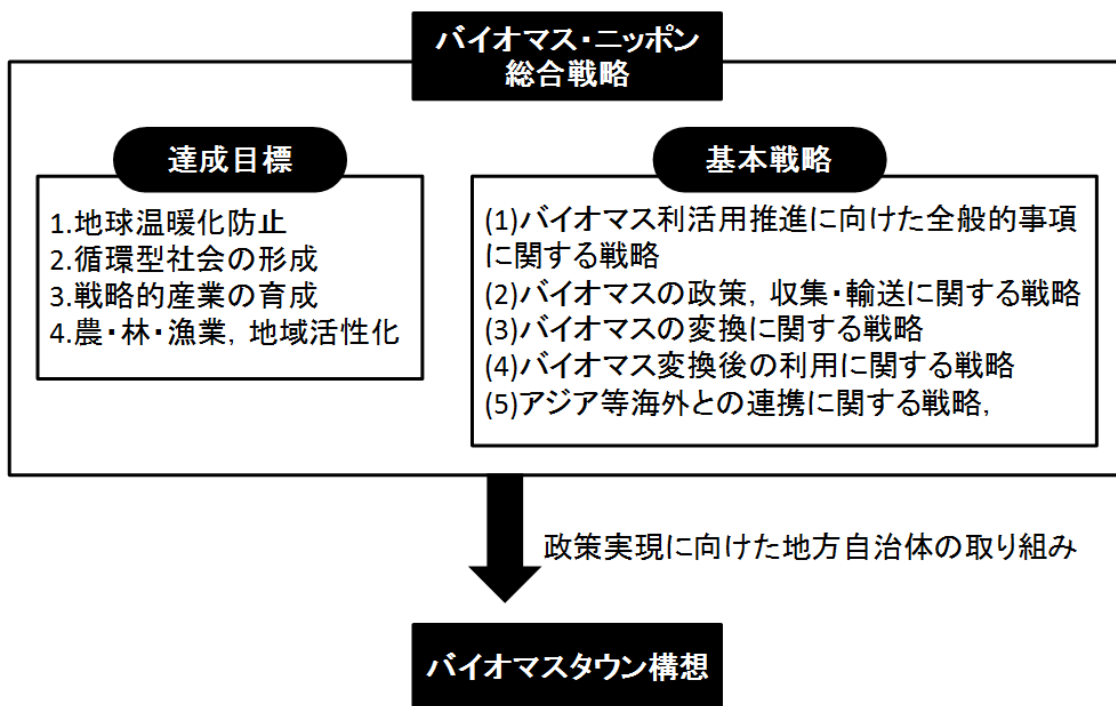 バイオマス・ニッポン
総合戦略
達成目標
1.地球温暖化防止
2.循環型社会の形成
3.戦略的産業の育成
4.農・林・漁業, 地域活性化
基本戦略
(1)バイオマス利活用推進に向けた全般的事項
に関する戦略
(2)バイオマスの政策, 収集・輸送に関する戦略
(3)バイオマスの変換に関する戦略
(4)バイオマス変換後の利用に関する戦略
(5)アジア等海外との連携に関する戦略,
政策実現に向けた地方自治体の取り組み
バイオマスタウン構想